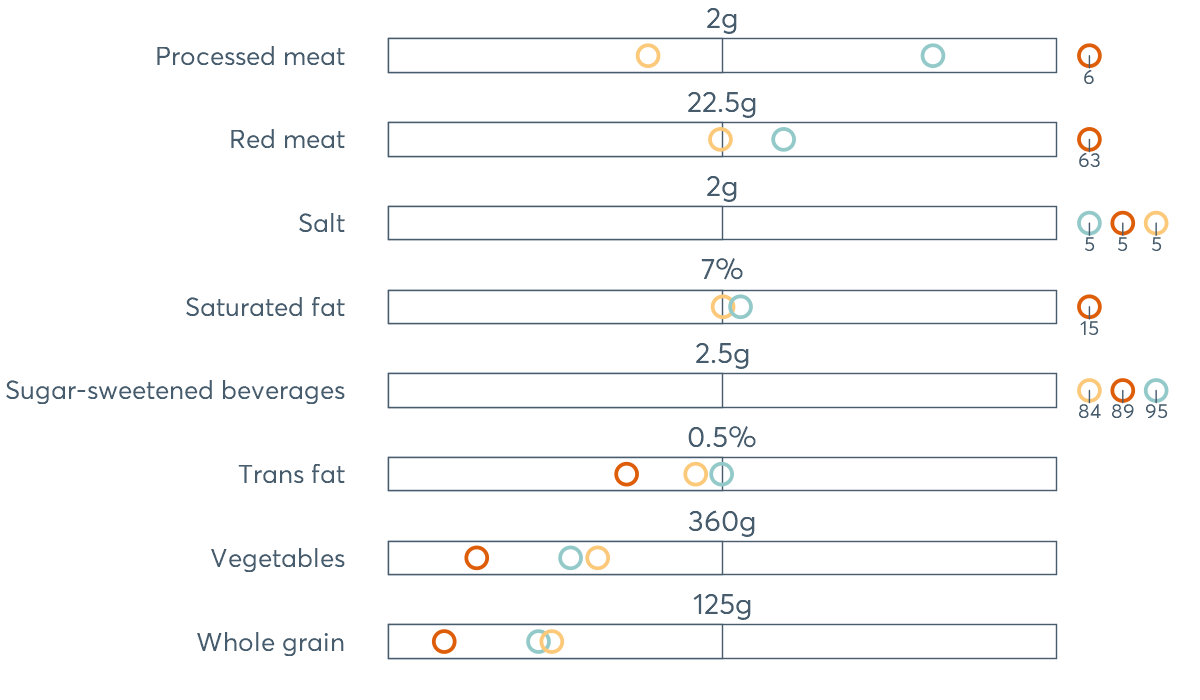 2g
Processed meat
6
22.5g
Red meat
63
2g
Salt
5 5 5
7%
Saturated fat
15
2.5g
Sugar-sweetened beverages
84 89 95
0.5%
Trans fat
360g
Vegetables
125g
Whole grain